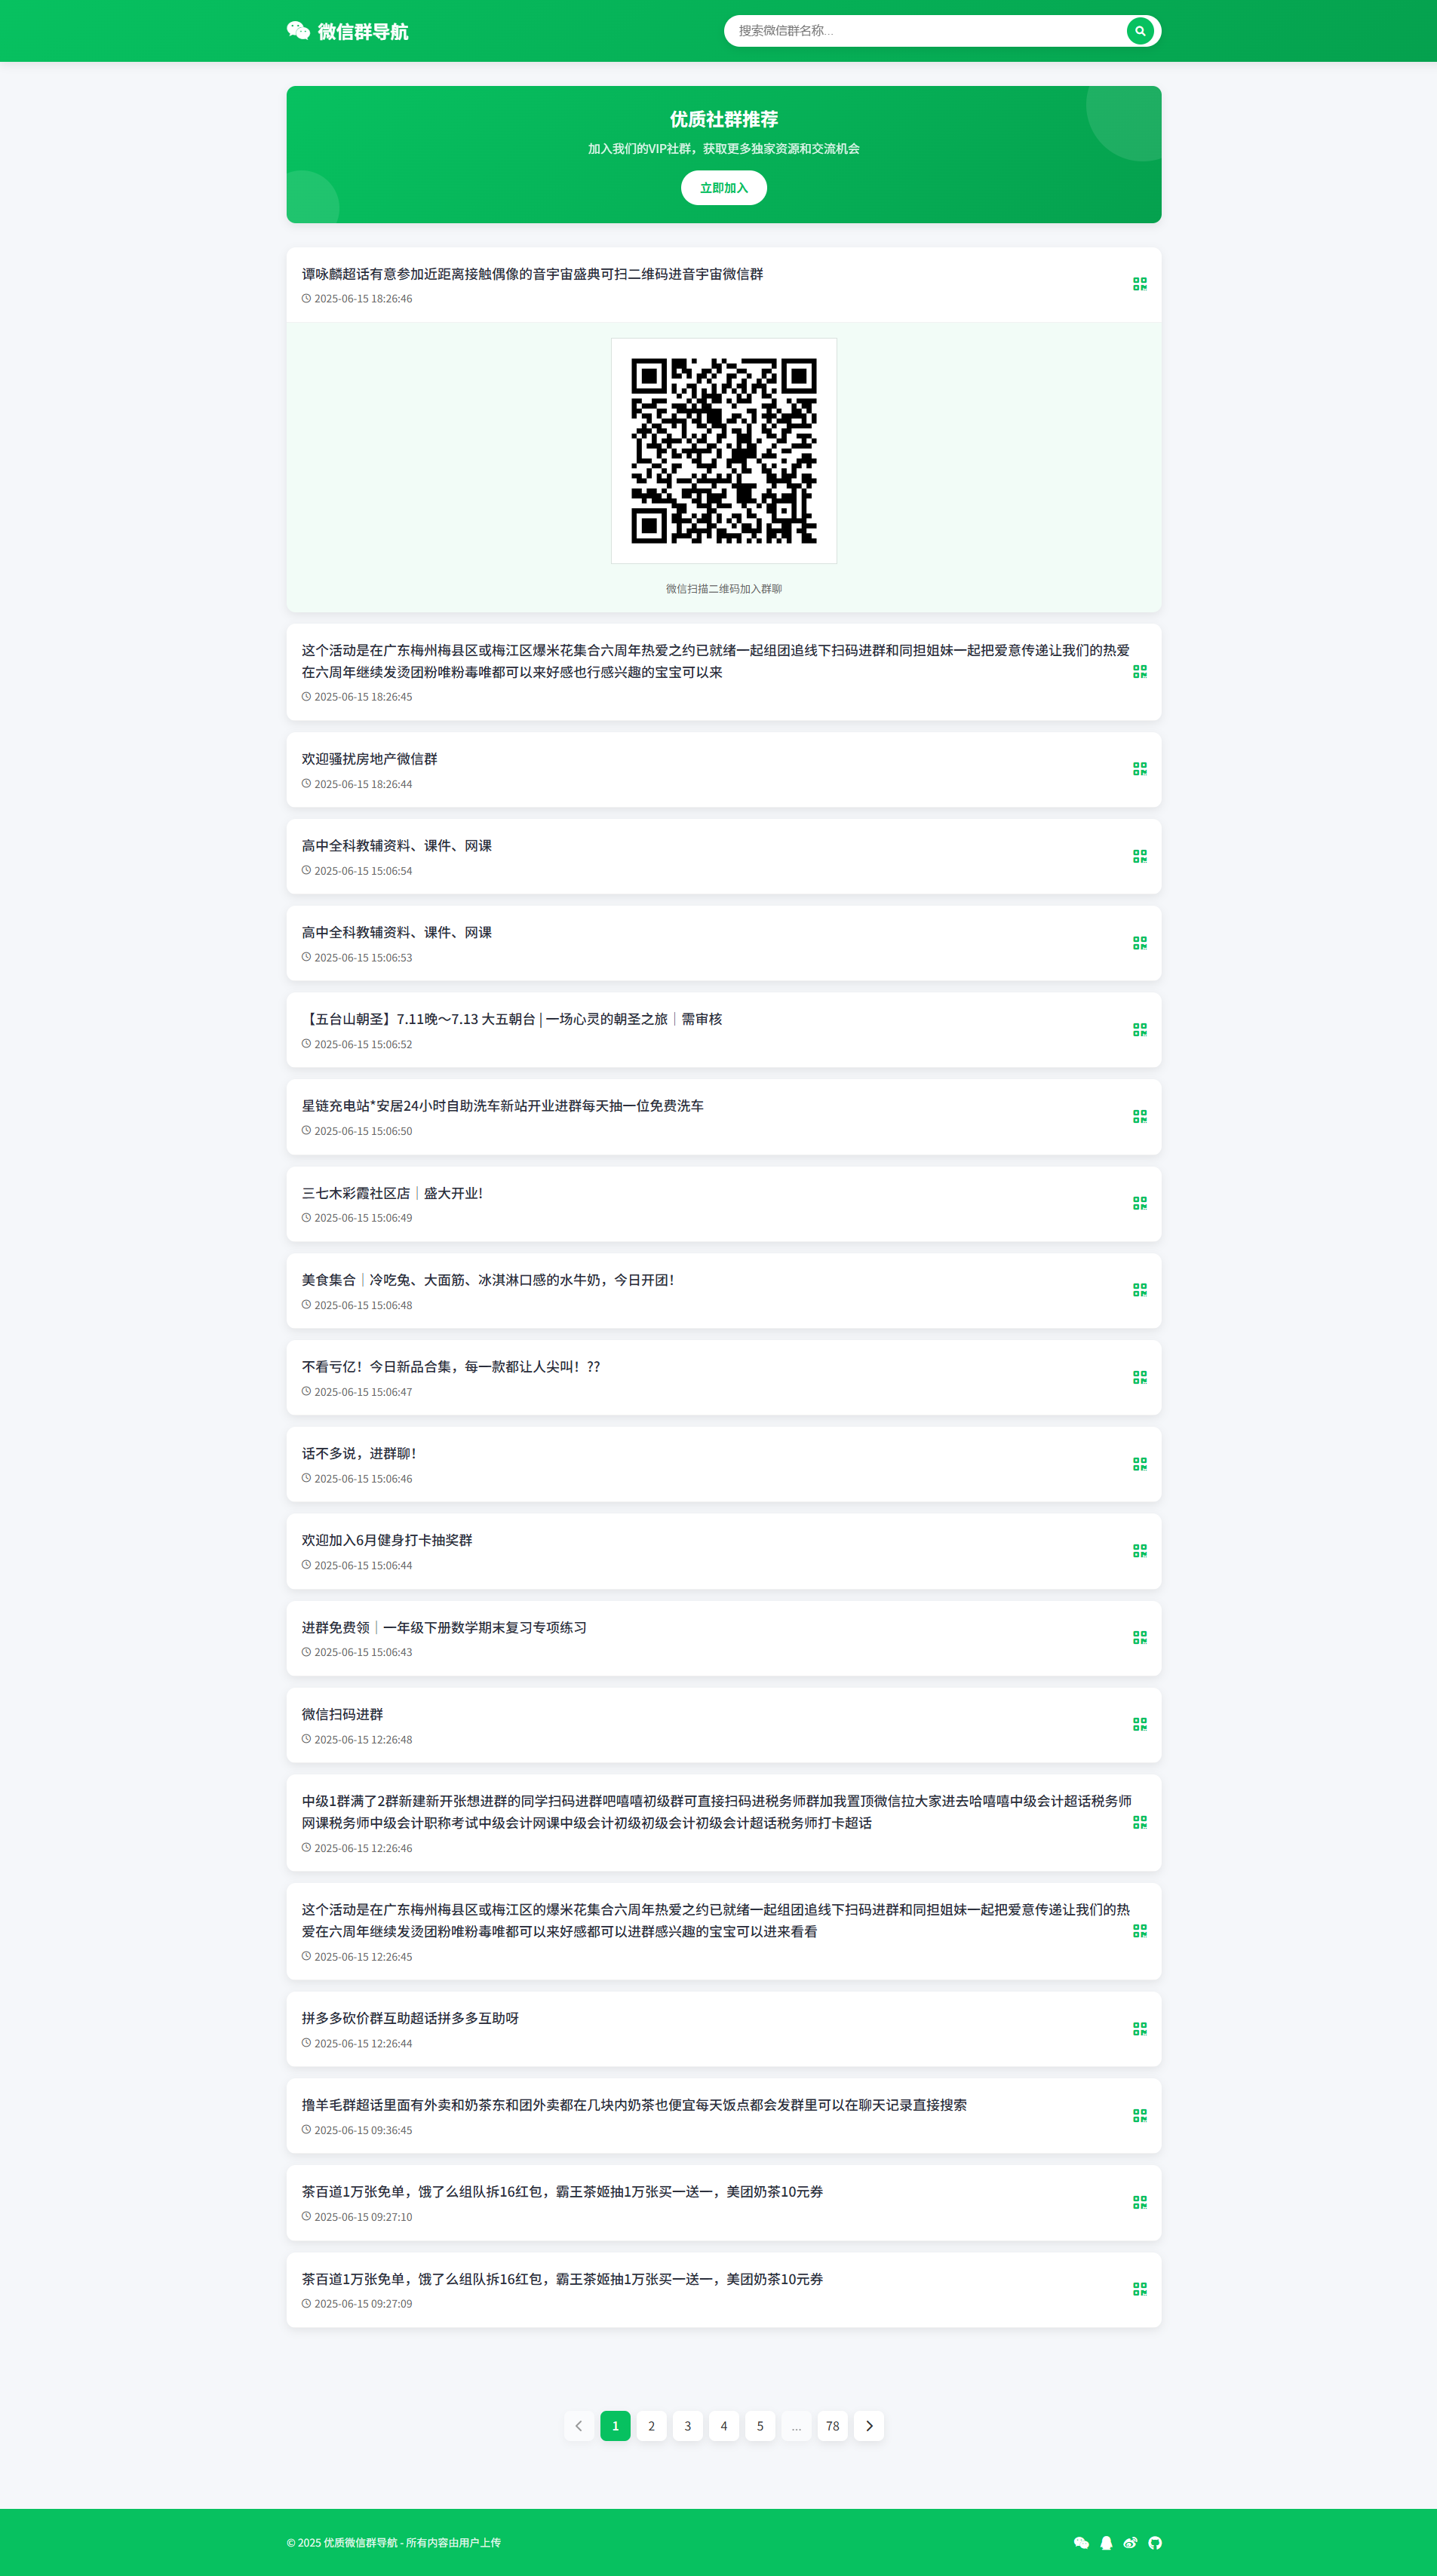 微信群导航
搜索微信群名称...
优质社群推荐
加入我们的VIP社群，获取更多独家资源和交流机会
立即加入
谭咏麟超话有意参加近距离接触偶像的音宇宙盛典可扫二维码进音宇宙微信群
2025-06-15 18:26:46
微信扫描二维码加入群聊
这个活动是在广东梅州梅县区或梅江区爆米花集合六周年热爱之约已就绪一起组团追线下扫码进群和同担姐妹一起把爱意传递让我们的热爱
在六周年继续发烫团粉唯粉毒唯都可以来好感也行感兴趣的宝宝可以来
2025-06-15 18:26:45
欢迎骚扰房地产微信群
2025-06-15 18:26:44
高中全科教辅资料、课件、网课
2025-06-15 15:06:54
高中全科教辅资料、课件、网课
2025-06-15 15:06:53
【五台山朝圣】7.11晚～7.13 大五朝台 | 一场心灵的朝圣之旅｜需审核
2025-06-15 15:06:52
星链充电站*安居24小时自助洗车新站开业进群每天抽一位免费洗车
2025-06-15 15:06:50
三七木彩霞社区店｜盛大开业!
2025-06-15 15:06:49
美食集合｜冷吃兔、大面筋、冰淇淋口感的水牛奶，今日开团！
2025-06-15 15:06:48
不看亏亿！今日新品合集，每一款都让人尖叫！??
2025-06-15 15:06:47
话不多说，进群聊！
2025-06-15 15:06:46
欢迎加入6月健身打卡抽奖群
2025-06-15 15:06:44
进群免费领｜一年级下册数学期末复习专项练习
2025-06-15 15:06:43
微信扫码进群
2025-06-15 12:26:48
中级1群满了2群新建新开张想进群的同学扫码进群吧嘻嘻初级群可直接扫码进税务师群加我置顶微信拉大家进去哈嘻嘻中级会计超话税务师
网课税务师中级会计职称考试中级会计网课中级会计初级初级会计初级会计超话税务师打卡超话
2025-06-15 12:26:46
这个活动是在广东梅州梅县区或梅江区的爆米花集合六周年热爱之约已就绪一起组团追线下扫码进群和同担姐妹一起把爱意传递让我们的热
爱在六周年继续发烫团粉唯粉毒唯都可以来好感都可以进群感兴趣的宝宝可以进来看看
2025-06-15 12:26:45
拼多多砍价群互助超话拼多多互助呀
2025-06-15 12:26:44
撸羊毛群超话里面有外卖和奶茶东和团外卖都在几块内奶茶也便宜每天饭点都会发群里可以在聊天记录直接搜索
2025-06-15 09:36:45
茶百道1万张免单，饿了么组队拆16红包，霸王茶姬抽1万张买一送一，美团奶茶10元券
2025-06-15 09:27:10
茶百道1万张免单，饿了么组队拆16红包，霸王茶姬抽1万张买一送一，美团奶茶10元券
2025-06-15 09:27:09
1 2 3 4 5 ... 78
© 2025 优质微信群导航 - 所有内容由用户上传